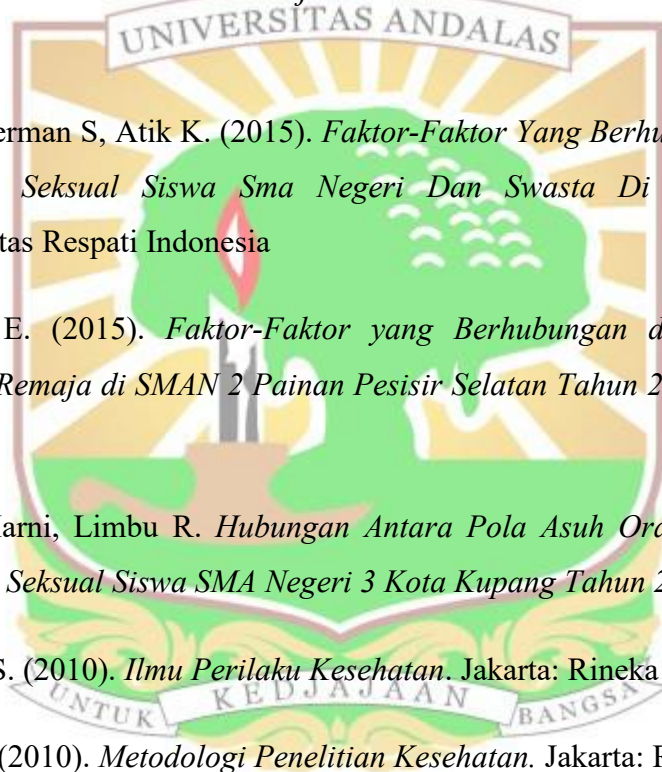 UNIVERSITAS ANDALAS
erman S, Atik K. (2015). Faktor-Faktor Yang Berhu
Seksual Siswa Sma Negeri Dan Swasta Di
tas Respati Indonesia
E. (2015). Faktor-Faktor yang Berhubungan d
Remaja di SMAN 2 Painan Pesisir Selatan Tahun 2
arni, Limbu R. Hubungan Antara Pola Asuh Ora
Seksual Siswa SMA Negeri 3 Kota Kupang Tahun 2
S. (2010). Ilmu Perilaku Kesehatan. Jakarta: Rineka
UNTUK KEDJAJAAN BANGSA
(2010). Metodologi Penelitian Kesehatan. Jakarta: R